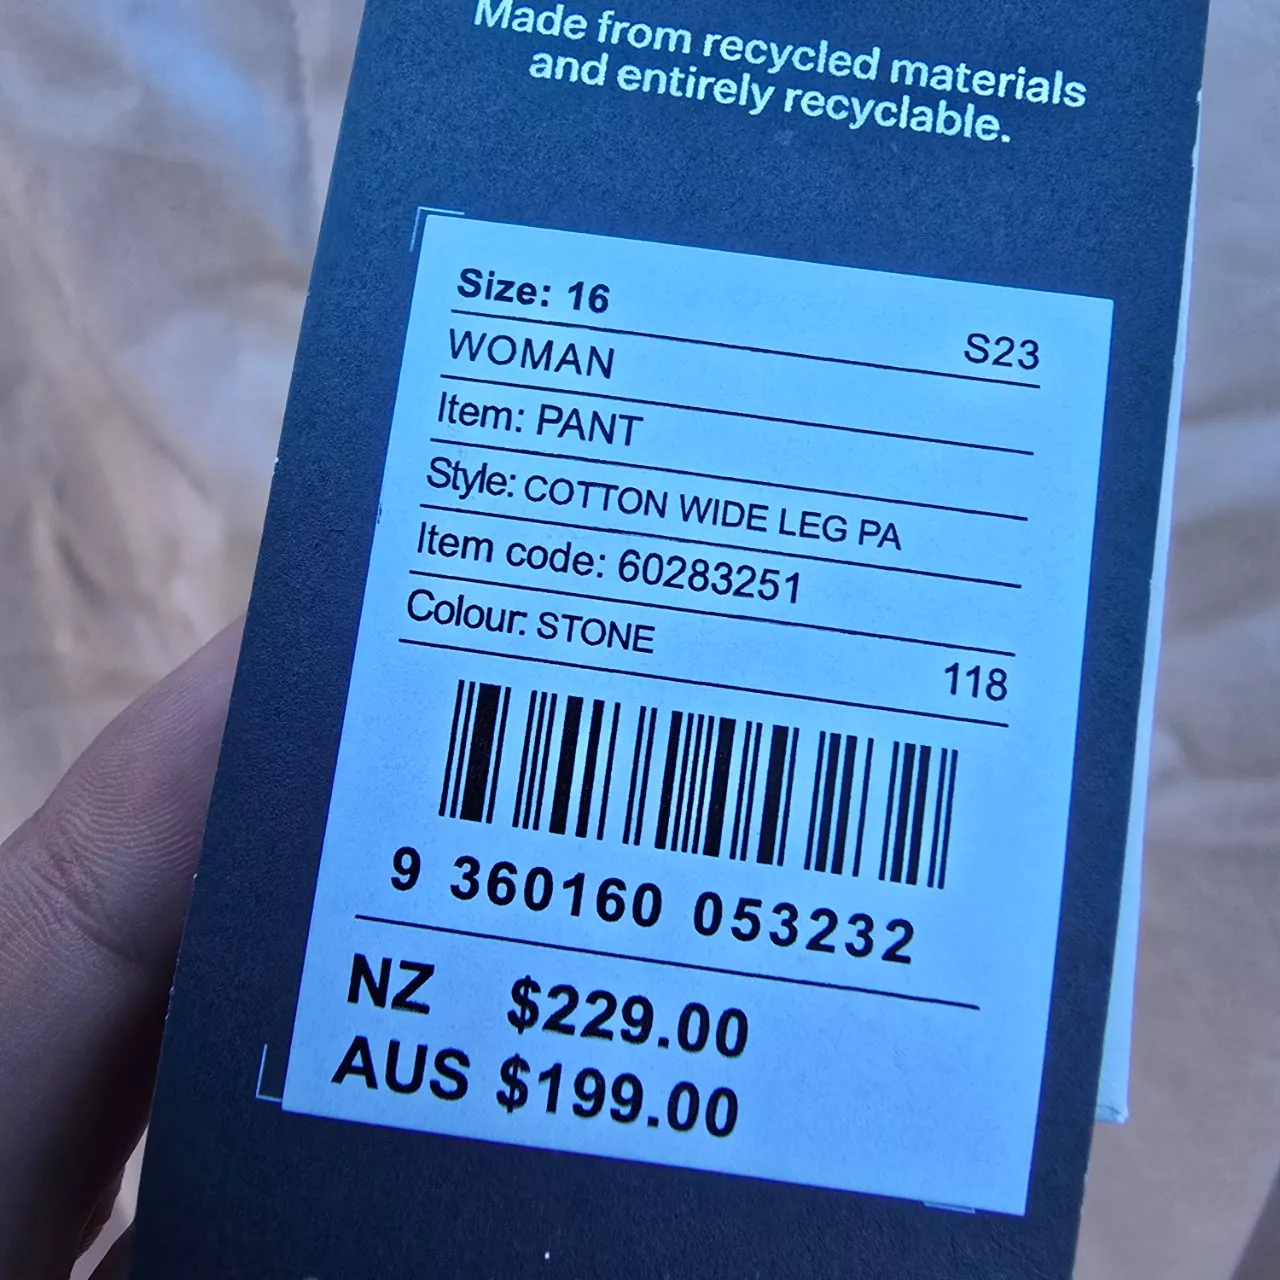 Made from recycled materials
and entirely recyclable.
Size: 16
S23
WOMAN
Item: PANT
Style: COTTON WIDE LEG PA
Item code: 60283251
Colour: STONE
118
9 360160 053232
NZ $229.00
AUS $199.00